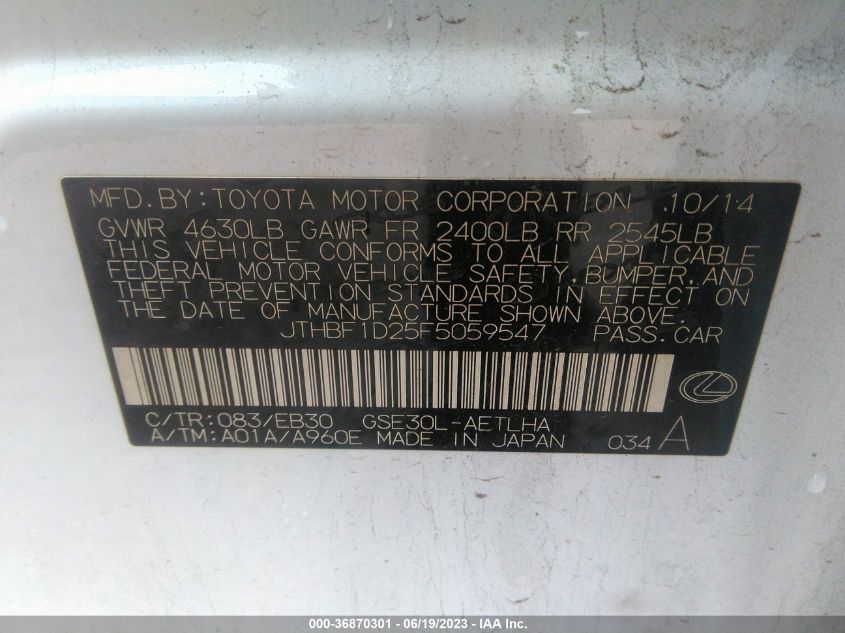 MFD. BY: TOYOTA MOTOR CORPORATION 10/14
GVWR 4630LB GAWR FR 2400LB RR 2545LB
THIS VEHICLE CONFORMS TO ALL APPLICABLE
FEDERAL MOTOR VEHICLE SAFETY, BUMPER, AND
THEFT PREVENTION STANDARDS IN EFFECT ON
THE DATE OF MANUFACTURE SHOWN ABOVE.
JTHBF1D25F5059547 PASS. CAR
C/TR: 083/EB30 GSE30L-AETLHA
A/TM: A01A/A960E MADE IN JAPAN 034 A
000-36870301 - 06/19/2023 - IAA Inc.